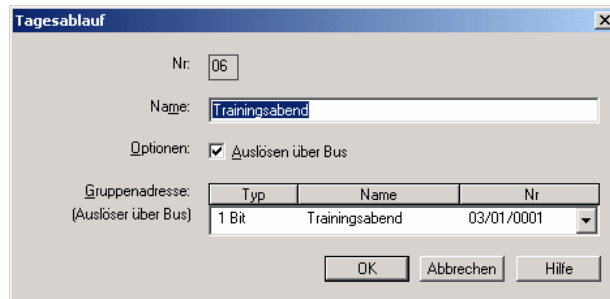 Tagesablauf
Nr: 06
Name: Trainingsabend
Optionen: Auslösen über Bus
Gruppenadresse: Typ Name Nr
(Auslöser über Bus) 1 Bit Trainingsabend 03/01/0001
OK Abbrechen Hilfe